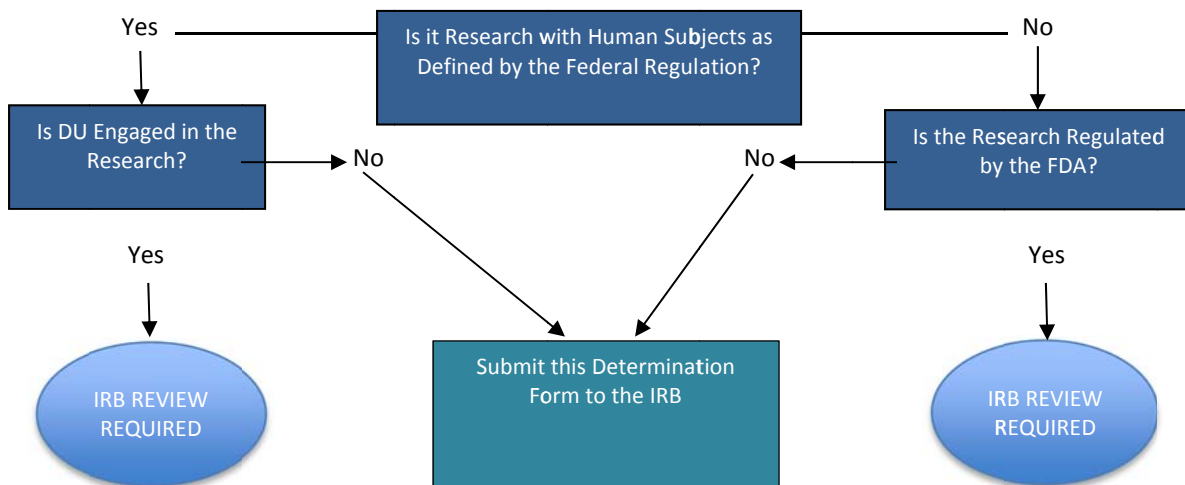 Yes
Is it Research with Human Subjects as
Defined by the Federal Regulation?
No
Is DU Engaged in the
Research?
No
No
Is the Research Regulated
by the FDA?
Yes
Yes
IRB REVIEW
REQUIRED
Submit this Determination
Form to the IRB
IRB REVIEW
REQUIRED